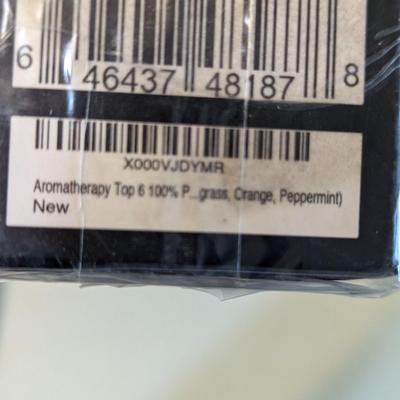 6 46437 48187 8
X000VJDYMR
Aromatherapy Top 6 100% P...grass, Orange, Peppermint)
New